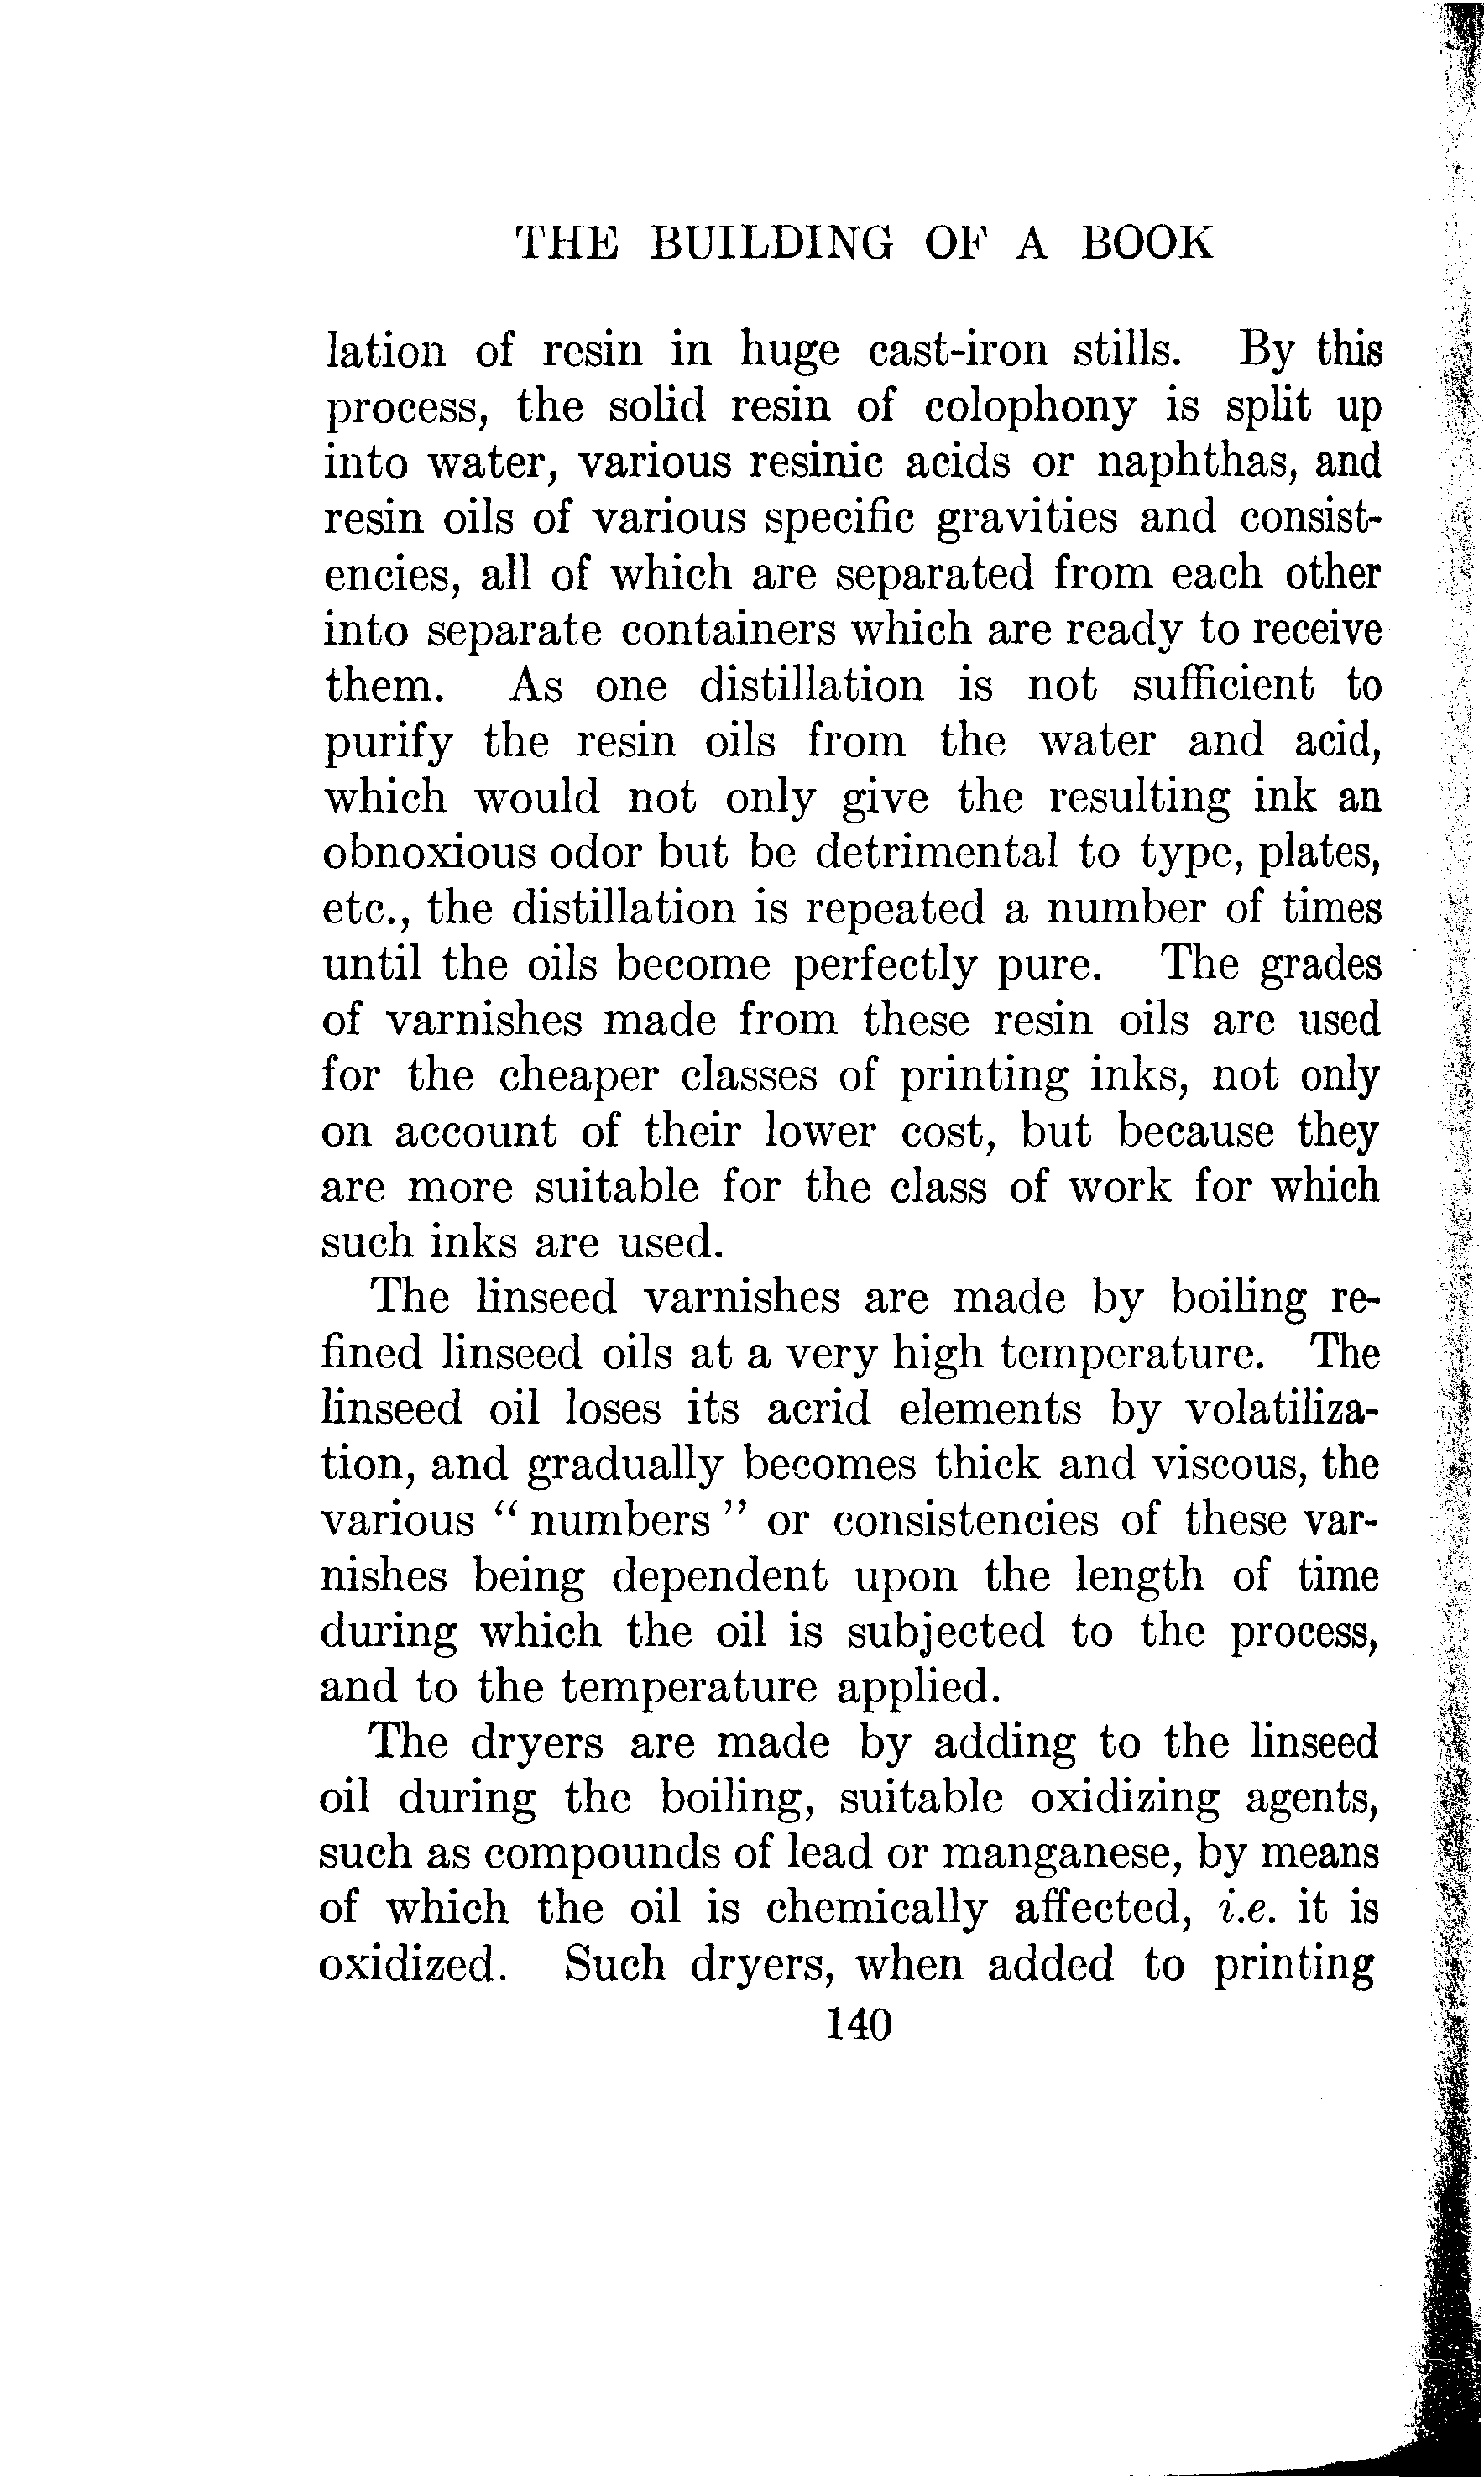 THE BUILDING OF A BOOK
lation of resin in huge cast-iron stills. By this
process, the solid resin of colophony is split up
into water, various resinic acids or naphthas, and
resin oils of various specific gravities and consist-
encies, all of which are separated from each other
into separate containers which are ready to receive
them. As one distillation is not sufficient to
purify the resin oils from the water and acid,
which would not only give the resulting ink an
obnoxious odor but be detrimental to type, plates,
etc., the distillation is repeated a number of times
until the oils become perfectly pure. The grades
of varnishes made from these resin oils are used
for the cheaper classes of printing inks, not only
on account of their lower cost, but because they
are more suitable for the class of work for which
such inks are used.
The linseed varnishes are made by boiling re-
fined linseed oils at a very high temperature. The
linseed oil loses its acrid elements by volatiliza-
tion, and gradually becomes thick and viscous, the
various “ numbers ” or consistencies of these var-
nishes being dependent upon the length of time
during which the oil is subjected to the process,
and to the temperature applied.
The dryers are made by adding to the linseed
oil during the boiling, suitable oxidizing agents,
such as compounds of lead or manganese, by means
of which the oil is chemically affected, i.e. it is
oxidized. Such dryers, when added to printing
140